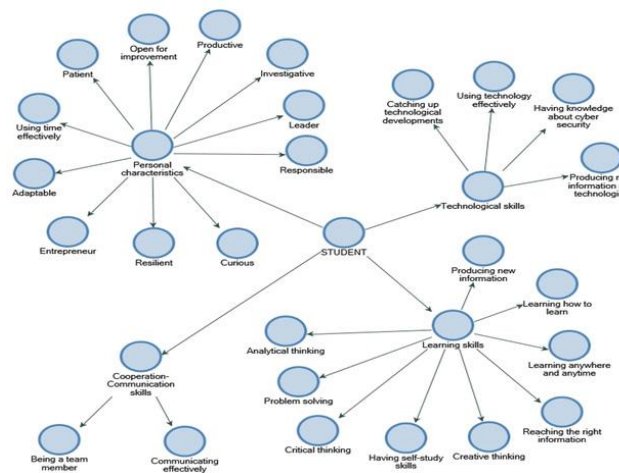 Open for
improvement
Productive
Patient
Investigative
Using time
effectively
Leader
Personal
characteristics
Responsible
Adaptable
Entrepreneur
Resilient
Curious
Catching up
technological
developments
Using technology
effectively
Having knowledge
about cyber
security
Producing
information
Technological skills
STUDENT
Producing new
information
Learning how to
learn
Learning skills
Learning anywhere
and anytime
Analytical thinking
Problem solving
Critical thinking
Having self-study
skills
Creative thinking
Reaching the right
information
Cooperation-
Communication
skills
Being a team
member
Communicating
effectively